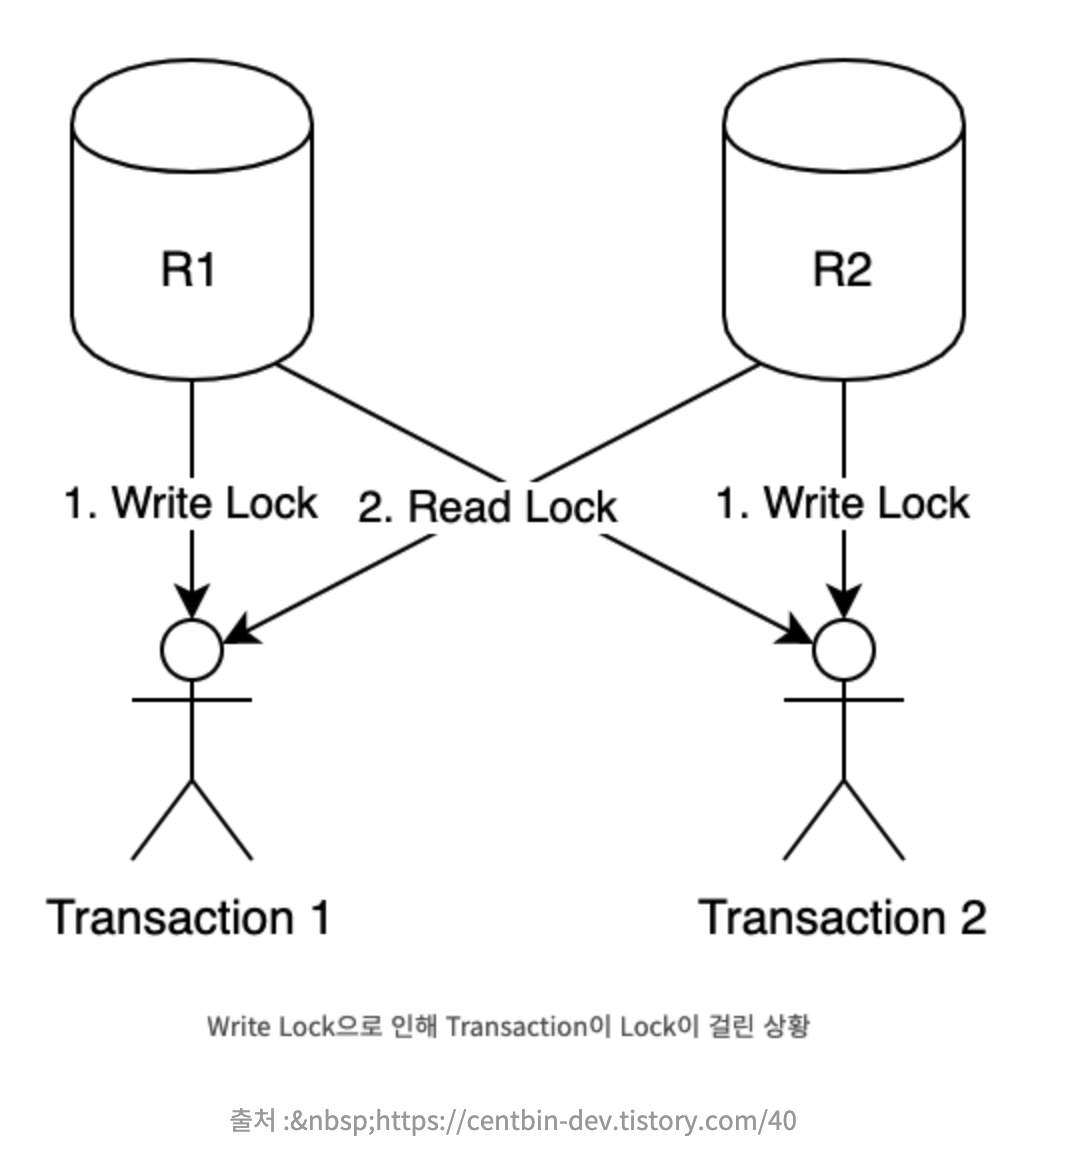 R1
R2
1. Write Lock
2. Read Lock
1. Write Lock
Transaction 1
Transaction 2
Write Lock으로 인해 Transaction이 Lock이 걸린 상황
출처 :&nbsp;https://centbin-dev.tistory.com/40